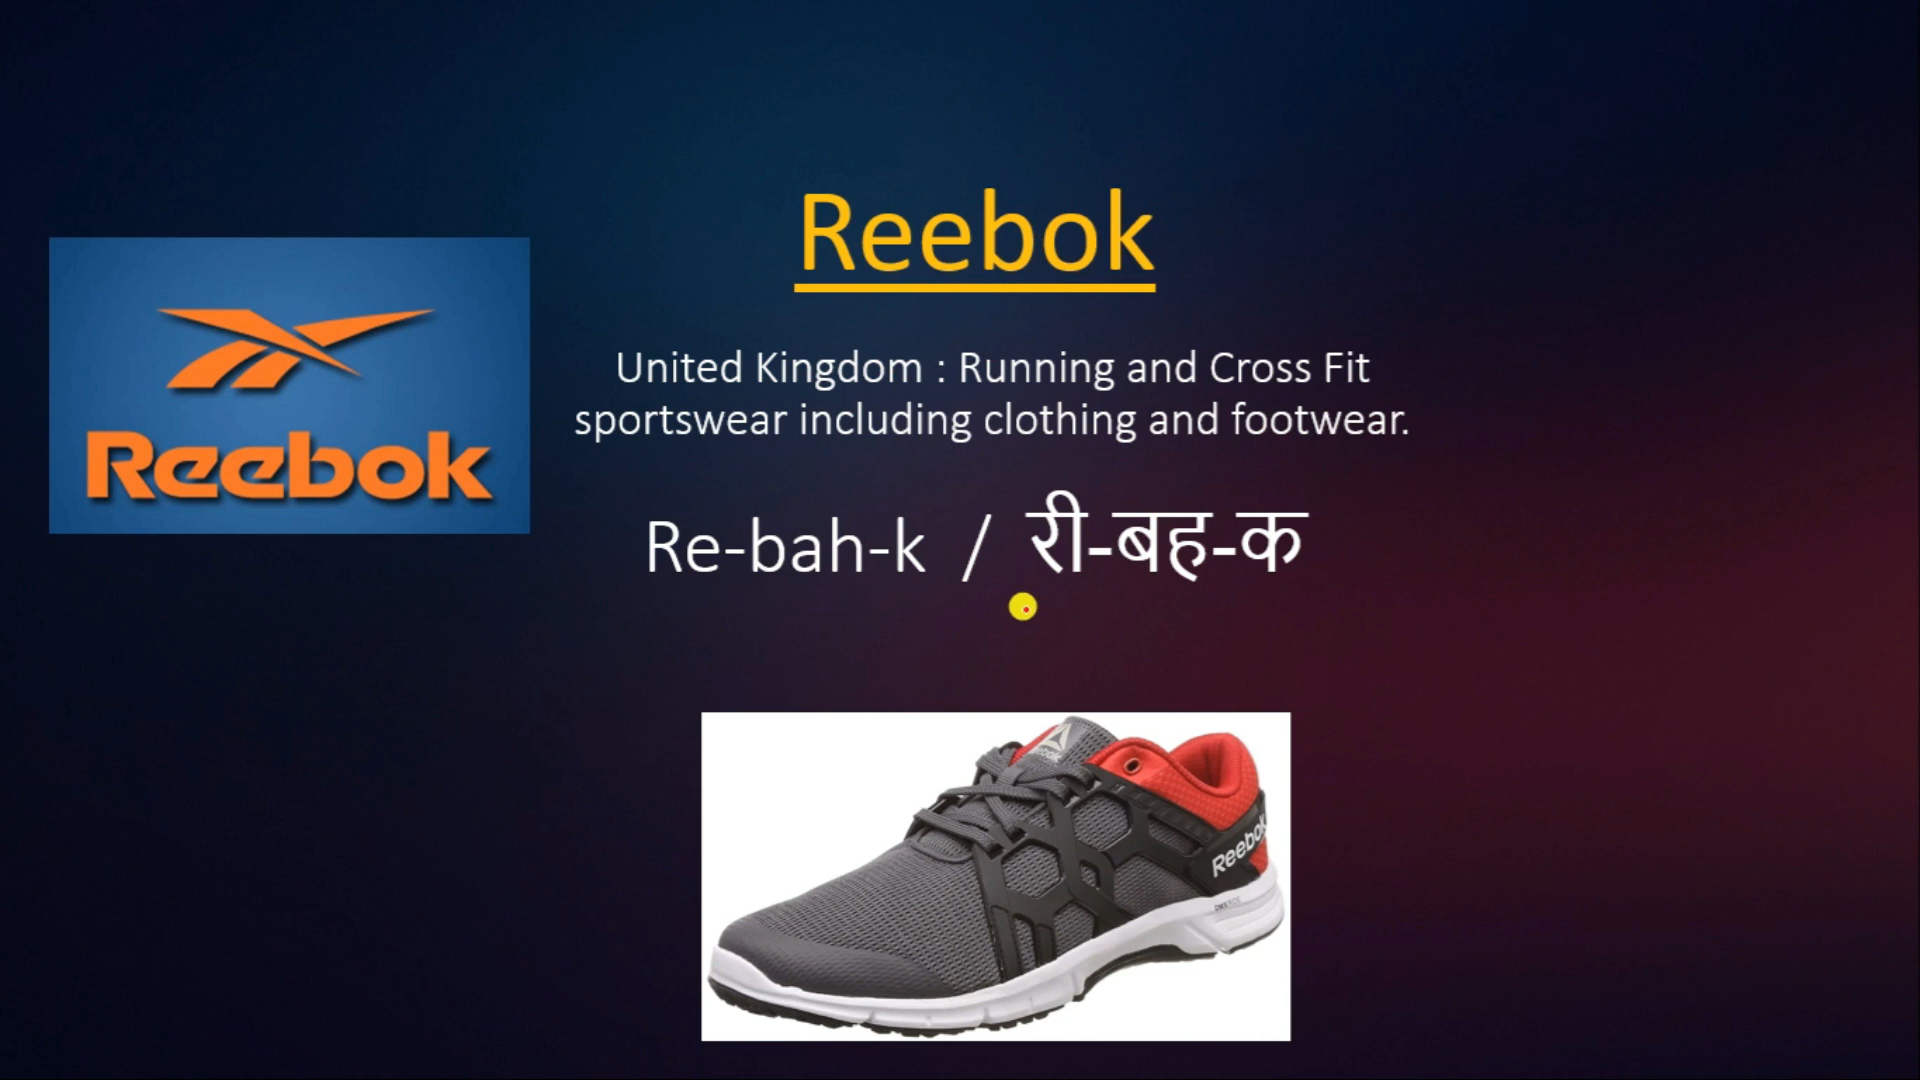 Reebok
Reebok
United Kingdom : Running and Cross Fit
sportswear including clothing and footwear.
Re-bah-k / री-बह-क
Reebok